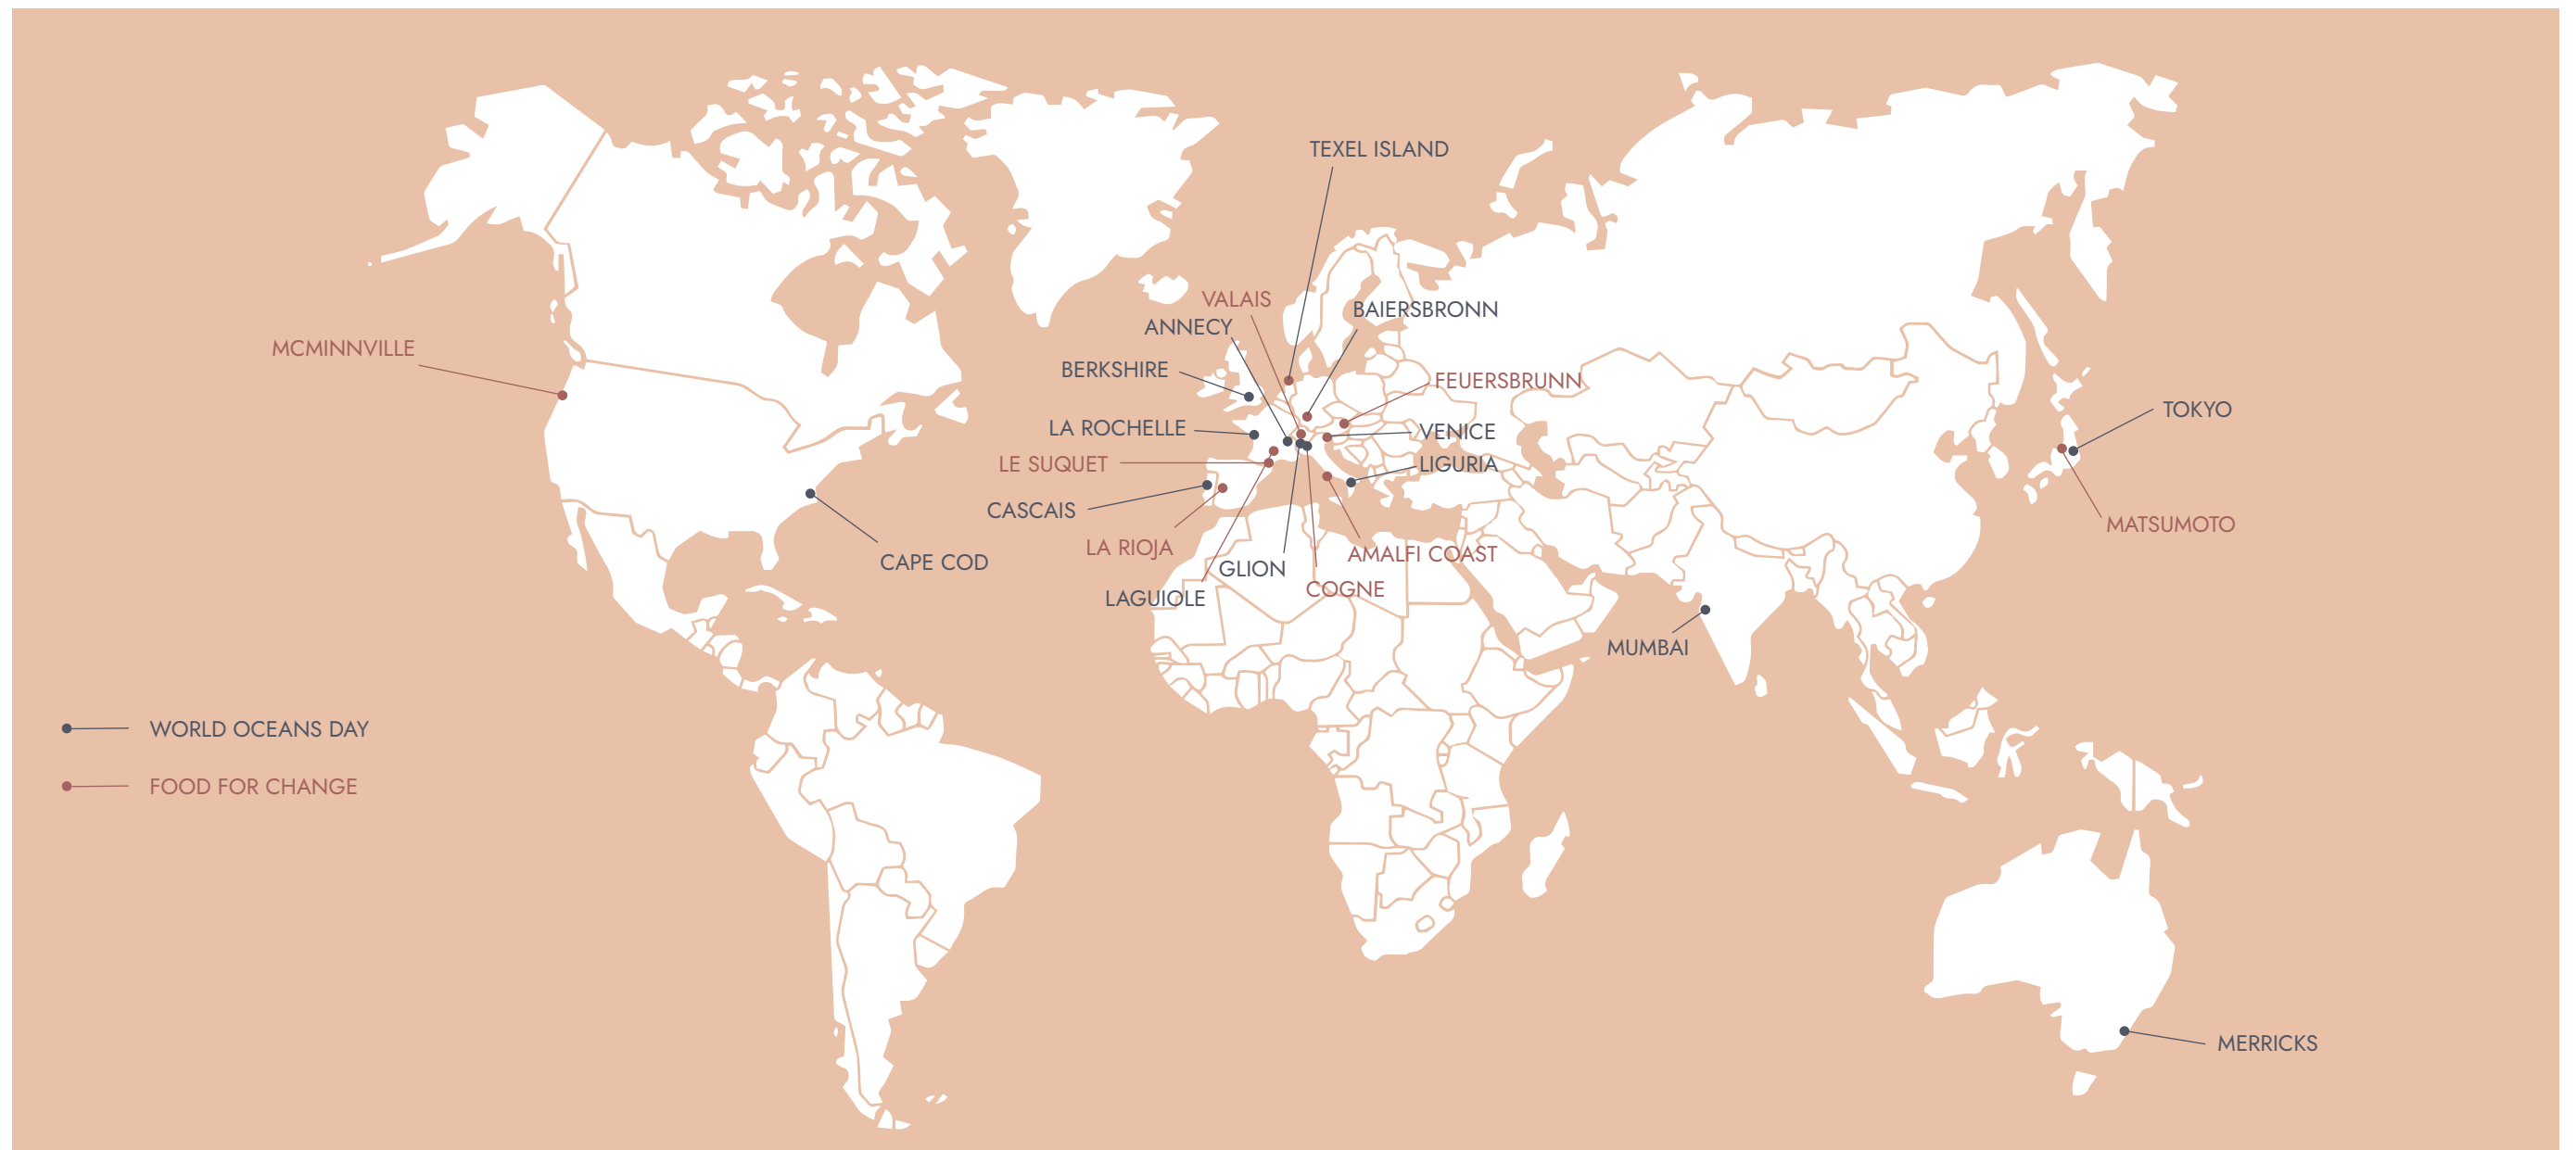 TEXEL ISLAND
VALAIS
BAIERSBRONN
ANNECY
MCMINNVILLE
BERKSHIRE
FEUERSBRUNN
TOKYO
LA ROCHELLE
VENICE
LE SUQUET
LIGURIA
CASCAIS
MATSUMOTO
LA RIOJA
AMALFI COAST
CAPE COD
GLION
COGNE
LAGUIOLE
MUMBAI
WORLD OCEANS DAY
FOOD FOR CHANGE
MERRICKS